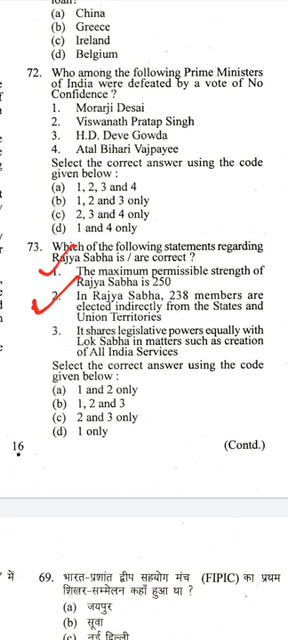 loan?
(a) China
(b) Greece
(c) Ireland
(d) Belgium
72. Who among the following Prime Ministers
of India were defeated by a vote of No
Confidence ?
1. Morarji Desai
2. Viswanath Pratap Singh
3. H.D. Deve Gowda
4. Atal Bihari Vajpayee
Select the correct answer using the code
given below :
(a) 1, 2, 3 and 4
(b) 1, 2 and 3 only
(c) 2, 3 and 4 only
(d) 1 and 4 only
73. Which of the following statements regarding
Rajya Sabha is / are correct ?
1. The maximum permissible strength of
Rajya Sabha is 250
2. In Rajya Sabha, 238 members are
elected indirectly from the States and
Union Territories
3. It shares legislative powers equally with
Lok Sabha in matters such as creation
of All India Services
Select the correct answer using the code
given below :
(a) 1 and 2 only
(b) 1, 2 and 3
(c) 2 and 3 only
(d) 1 only
16 (Contd.)
में 69. भारत-प्रशांत द्वीप सहयोग मंच (FIPIC) का प्रथम
शिखर-सम्मेलन कहाँ हुआ था ?
(a) जयपुर
(b) सूवा
(c) नई दिल्ली